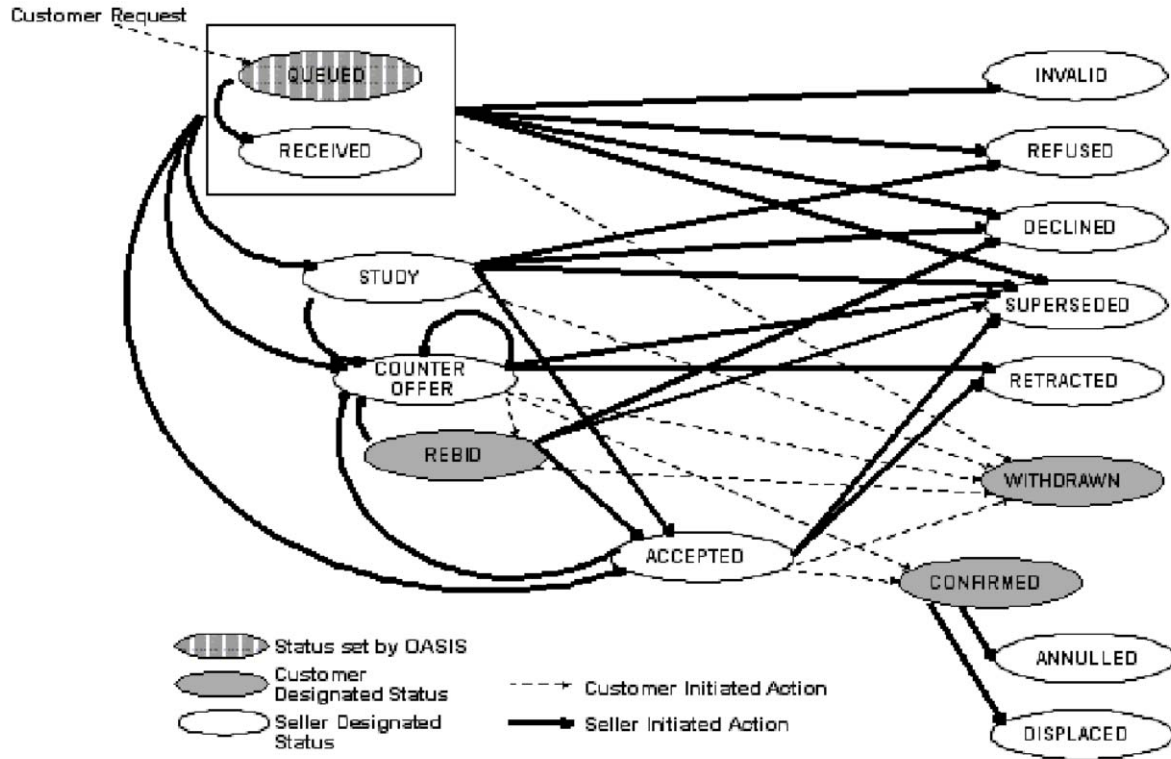 Customer Request
QUEUED
INVALID
RECEIVED
REFUSED
DECLINED
STUDY
SUPERSEDED
COUNTER
OFFER
RETRACTED
REBID
WITHDRAWN
ACCEPTED
CONFIRMED
Status set by OASIS
Customer
Designated Status
Seller Designated
Status
Customer Initiated Action
Seller Initiated Action
ANNULLED
DISPLACED